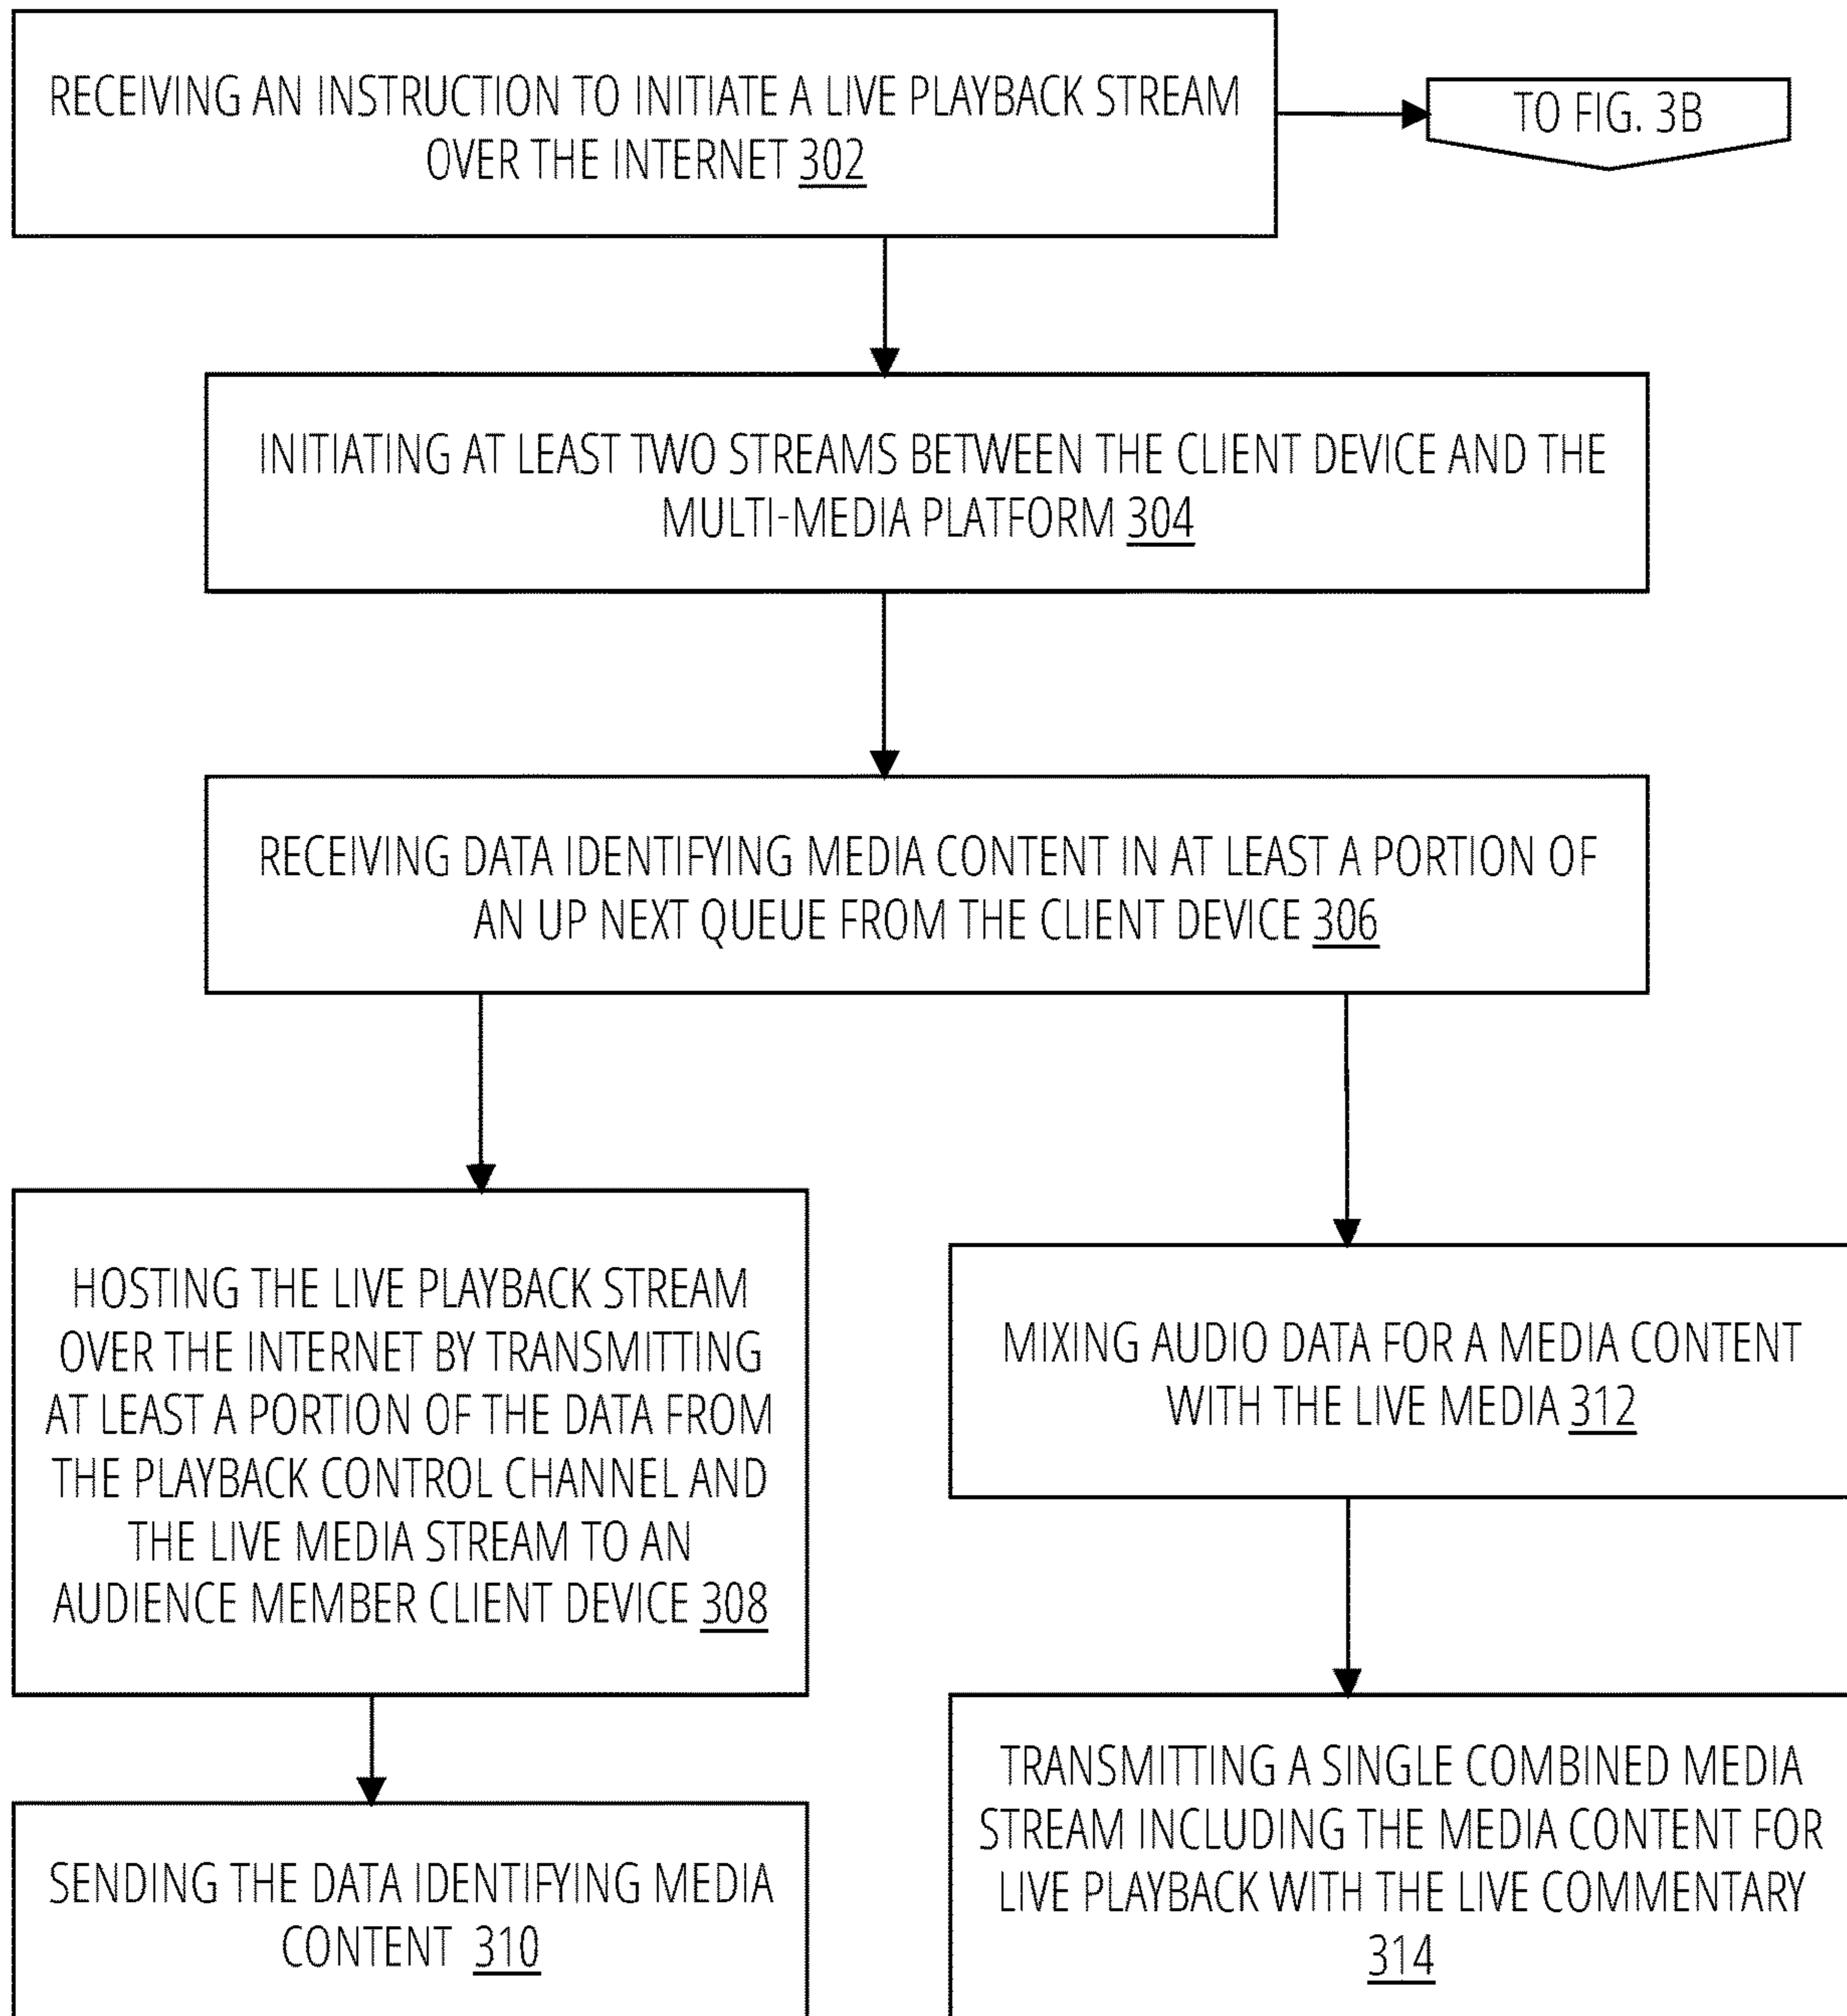 RECEIVING AN INSTRUCTION TO INITIATE A LIVE PLAYBACK STREAM
OVER THE INTERNET 302
TO FIG. 3B
INITIATING AT LEAST TWO STREAMS BETWEEN THE CLIENT DEVICE AND THE
MULTI-MEDIA PLATFORM 304
RECEIVING DATA IDENTIFYING MEDIA CONTENT IN AT LEAST A PORTION OF
AN UP NEXT QUEUE FROM THE CLIENT DEVICE 306
HOSTING THE LIVE PLAYBACK STREAM
OVER THE INTERNET BY TRANSMITTING
AT LEAST A PORTION OF THE DATA FROM
THE PLAYBACK CONTROL CHANNEL AND
THE LIVE MEDIA STREAM TO AN
AUDIENCE MEMBER CLIENT DEVICE 308
SENDING THE DATA IDENTIFYING MEDIA
CONTENT 310
MIXING AUDIO DATA FOR A MEDIA CONTENT
WITH THE LIVE MEDIA 312
TRANSMITTING A SINGLE COMBINED MEDIA
STREAM INCLUDING THE MEDIA CONTENT FOR
LIVE PLAYBACK WITH THE LIVE COMMENTARY
314